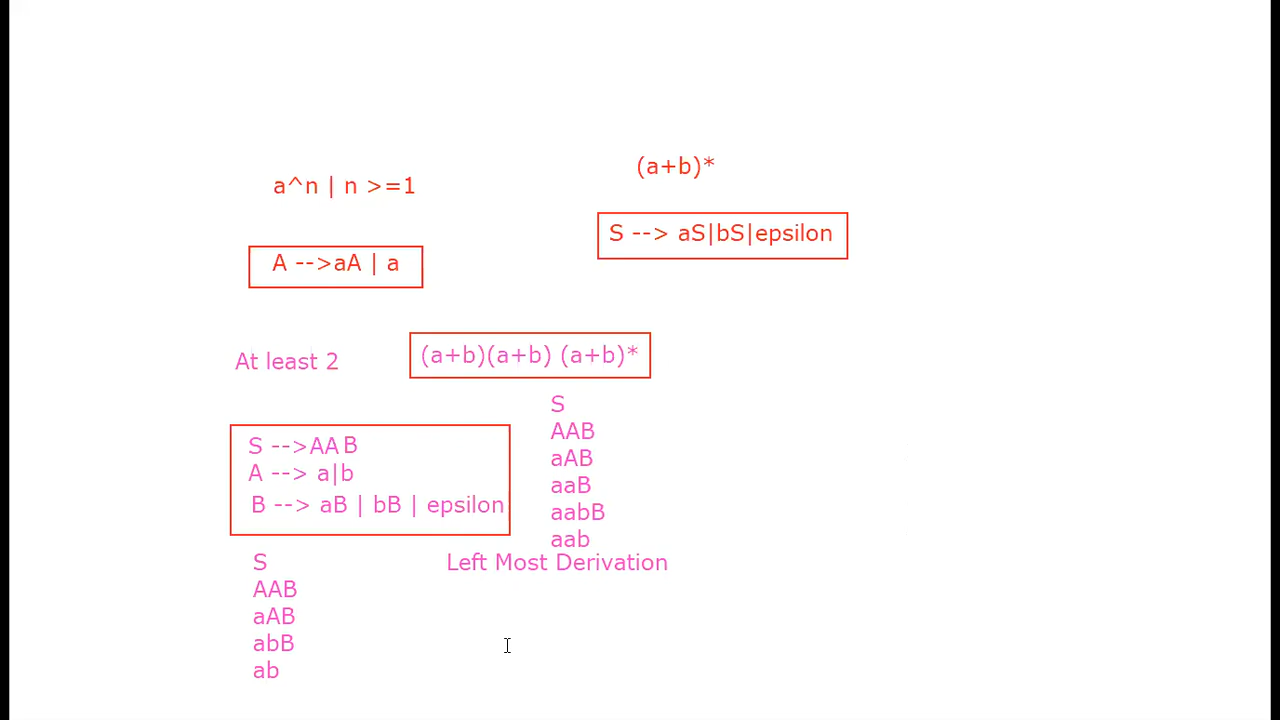 a^n | n >=1
A -->aA | a
(a+b)*
S --> aS|bS|epsilon
At least 2
(a+b)(a+b) (a+b)*
S -->AA B
A --> a|b
B --> aB | bB | epsilon
S
AAB
aAB
abB
ab
S
AAB
aAB
aaB
aabB
aab
Left Most Derivation